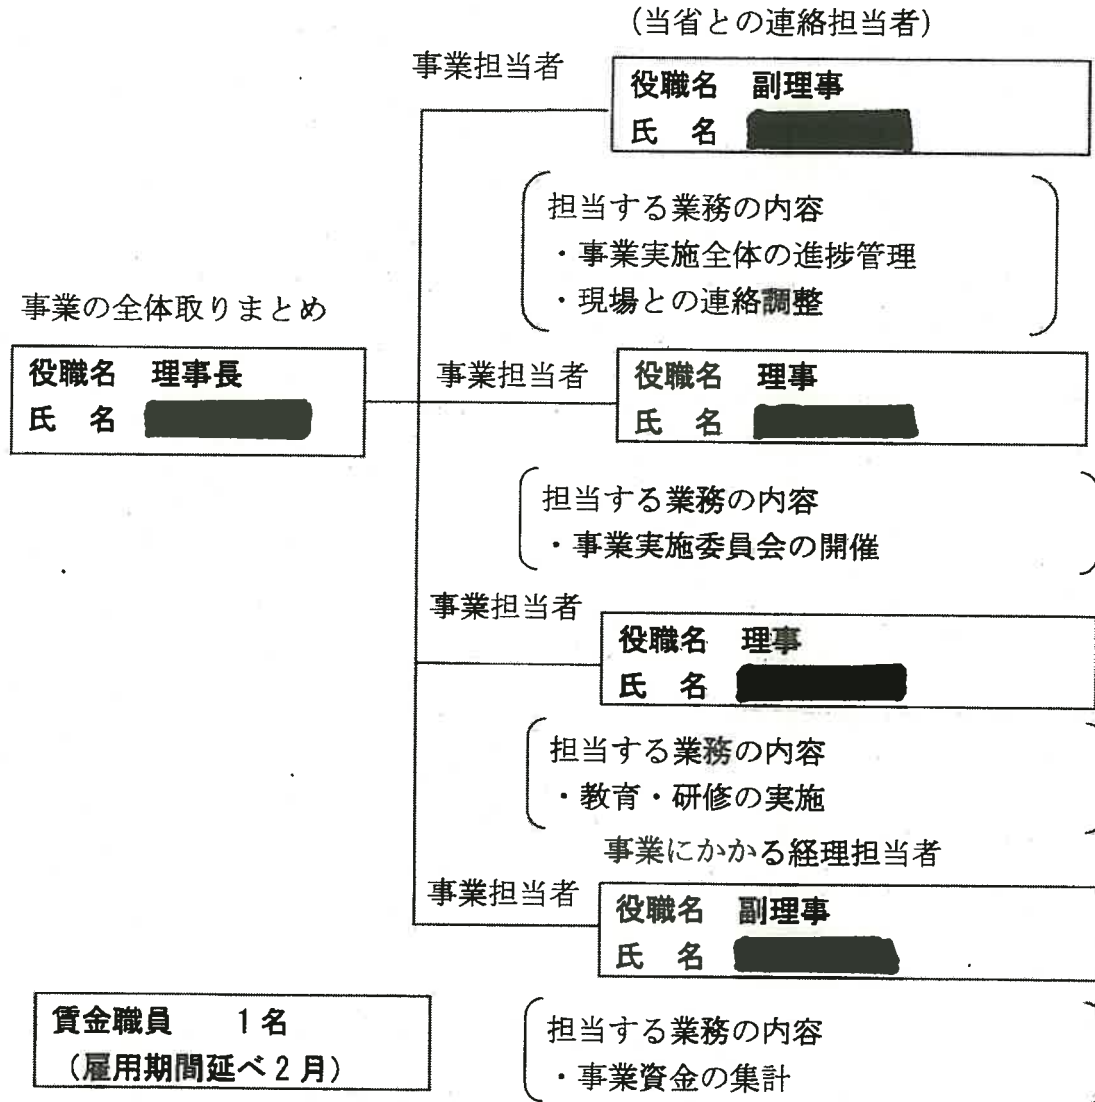 (当省との連絡担当者)
事業担当者
役職名 副理事
氏 名
担当する業務の内容
・事業実施全体の進捗管理
・現場との連絡調整
事業の全体取りまとめ
役職名 理事長
氏 名
事業担当者
役職名 理事
氏 名
担当する業務の内容
・事業実施委員会の開催
事業担当者
役職名 理事
氏 名
担当する業務の内容
・教育・研修の実施
事業にかかる経理担当者
事業担当者
役職名 副理事
氏 名
賃金職員 1名
(雇用期間延べ2月)
担当する業務の内容
・事業資金の集計